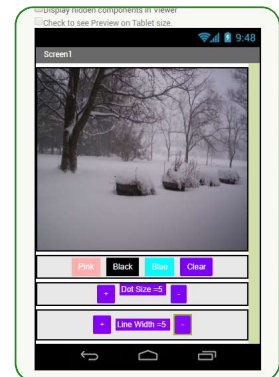 Display hidden components in Viewer
Check to see Preview on Tablet size.
9:48
Screen1
Pink Black Blue Clear
+ Dot Size =5 -
+ Line Width =5 -